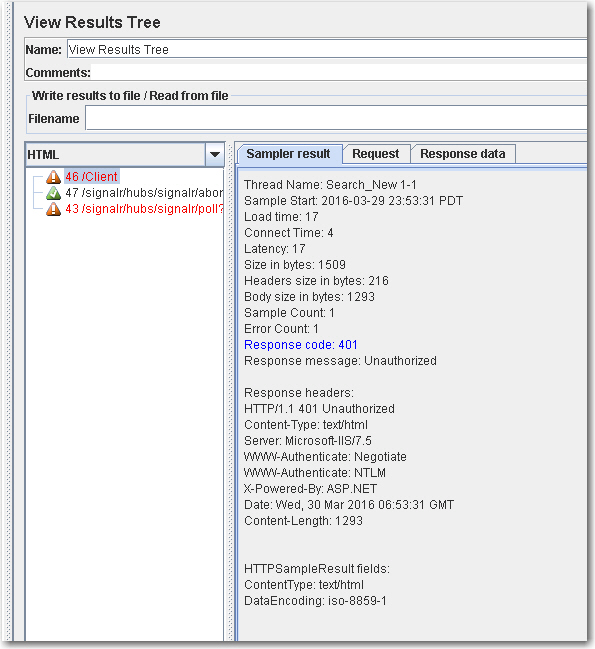 View Results Tree
Name: View Results Tree
Comments:
Write results to file / Read from file
Filename
HTML
46 /Client
47 /signalr/hubs/signalr/abor
43 /signalr/hubs/signalr/poll?
Sampler result Request Response data
Thread Name: Search_New 1-1
Sample Start: 2016-03-29 23:53:31 PDT
Load time: 17
Connect Time: 4
Latency: 17
Size in bytes: 1509
Headers size in bytes: 216
Body size in bytes: 1293
Sample Count: 1
Error Count: 1
Response code: 401
Response message: Unauthorized
Response headers:
HTTP/1.1 401 Unauthorized
Content-Type: text/html
Server: Microsoft-IIS/7.5
WWW-Authenticate: Negotiate
WWW-Authenticate: NTLM
X-Powered-By: ASP.NET
Date: Wed, 30 Mar 2016 06:53:31 GMT
Content-Length: 1293
HTTPSampleResult fields:
ContentType: text/html
DataEncoding: iso-8859-1